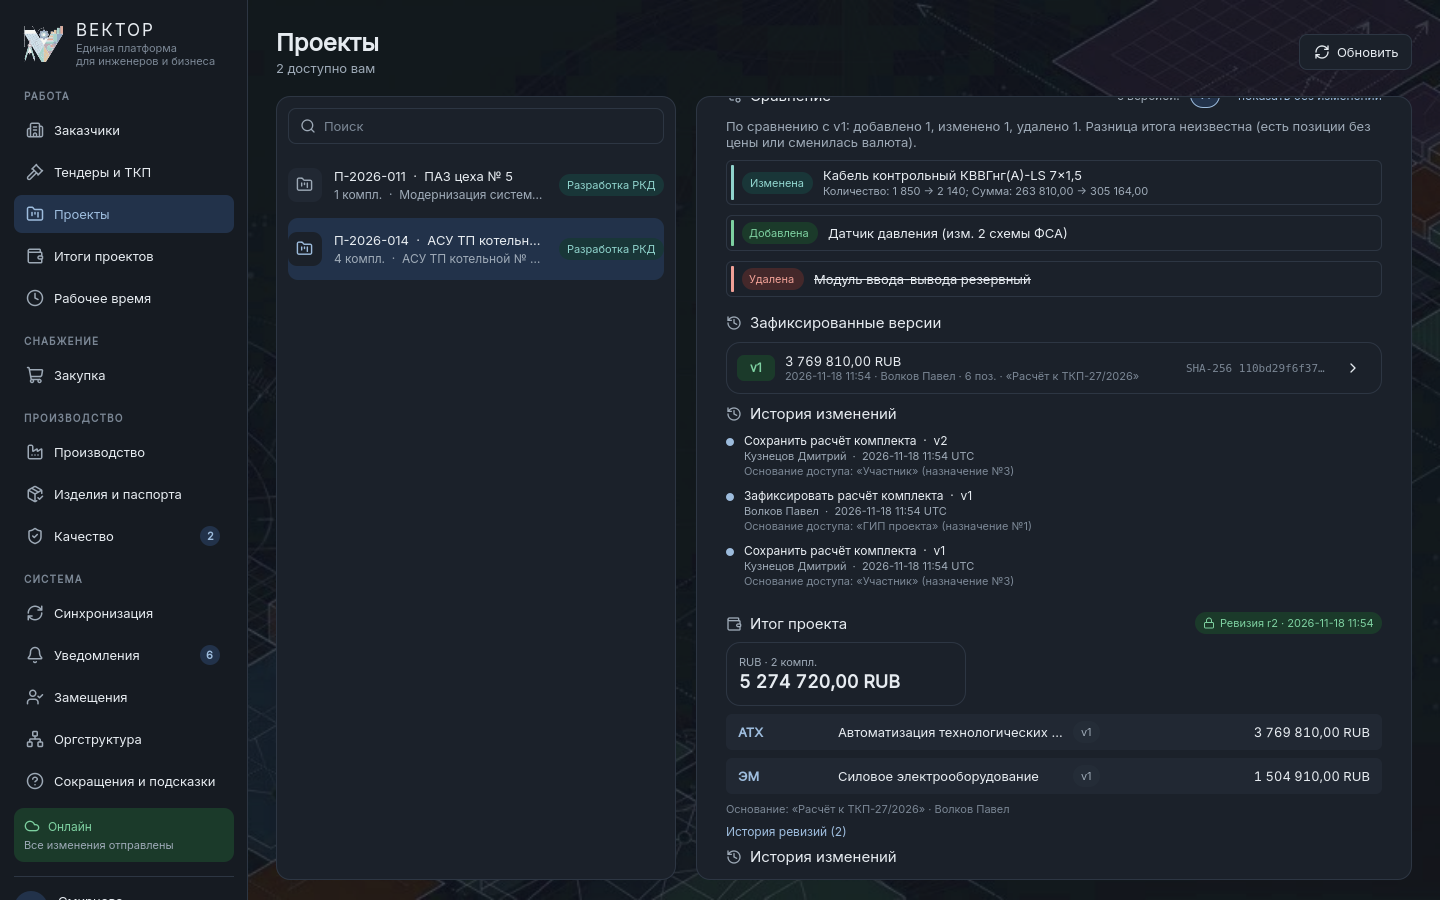 ВЕКТОР
Единая платформа
для инженеров и бизнеса
РАБОТА
Заказчики
Тендеры и ТКП
Проекты
Итоги проектов
Рабочее время
СНАБЖЕНИЕ
Закупка
ПРОИЗВОДСТВО
Производство
Изделия и паспорта
Качество 2
СИСТЕМА
Синхронизация
Уведомления 6
Замещения
Оргструктура
Сокращения и подсказки
Онлайн
Все изменения отправлены
Проекты
2 доступно вам
Обновить
Поиск
П-2026-011 · ПАЗ цеха № 5
1 компл. · Модернизация систем…
Разработка РКД
П-2026-014 · АСУ ТП котельн…
4 компл. · АСУ ТП котельной № …
Разработка РКД
По сравнению с v1: добавлено 1, изменено 1, удалено 1. Разница итога неизвестна (есть позиции без
цены или сменилась валюта).
Изменена
Кабель контрольный КВВГнг(А)-LS 7×1,5
Количество: 1 850 → 2 140; Сумма: 263 810,00 → 305 164,00
Добавлена Датчик давления (изм. 2 схемы ФСА)
Удалена Модуль ввода-вывода резервный
Зафиксированные версии
v1
3 769 810,00 RUB
2026-11-18 11:54 · Волков Павел · 6 поз. · «Расчёт к ТКП-27/2026»
SHA-256 110bd29f6f37…
История изменений
Сохранить расчёт комплекта · v2
Кузнецов Дмитрий · 2026-11-18 11:54 UTC
Основание доступа: «Участник» (назначение №3)
Зафиксировать расчёт комплекта · v1
Волков Павел · 2026-11-18 11:54 UTC
Основание доступа: «ГИП проекта» (назначение №1)
Сохранить расчёт комплекта · v1
Кузнецов Дмитрий · 2026-11-18 11:54 UTC
Основание доступа: «Участник» (назначение №3)
Итог проекта
Ревизия r2 · 2026-11-18 11:54
RUB · 2 компл.
5 274 720,00 RUB
АТХ Автоматизация технологических … v1 3 769 810,00 RUB
ЭМ Силовое электрооборудование v1 1 504 910,00 RUB
Основание: «Расчёт к ТКП-27/2026» · Волков Павел
История ревизий (2)
История изменений